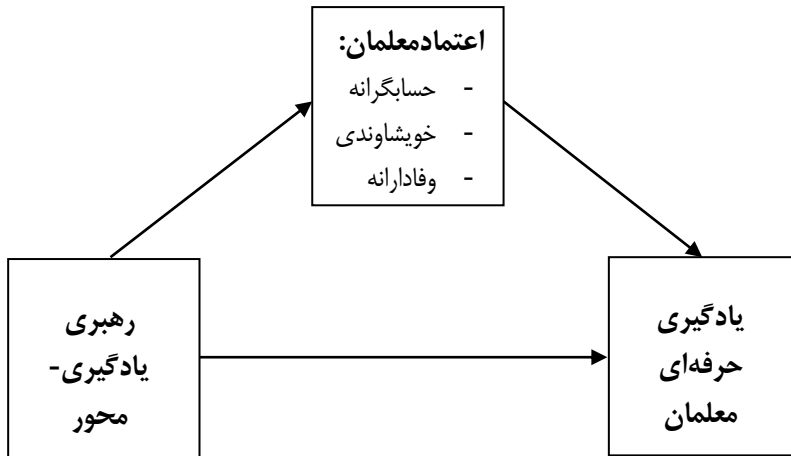 اعتمادمعلمان:
- حسابگرانه
- خویشاوندی
- وفادارانه
یادگیری
حرفه‌ای
معلمان
رهبری
یادگیری-
محور